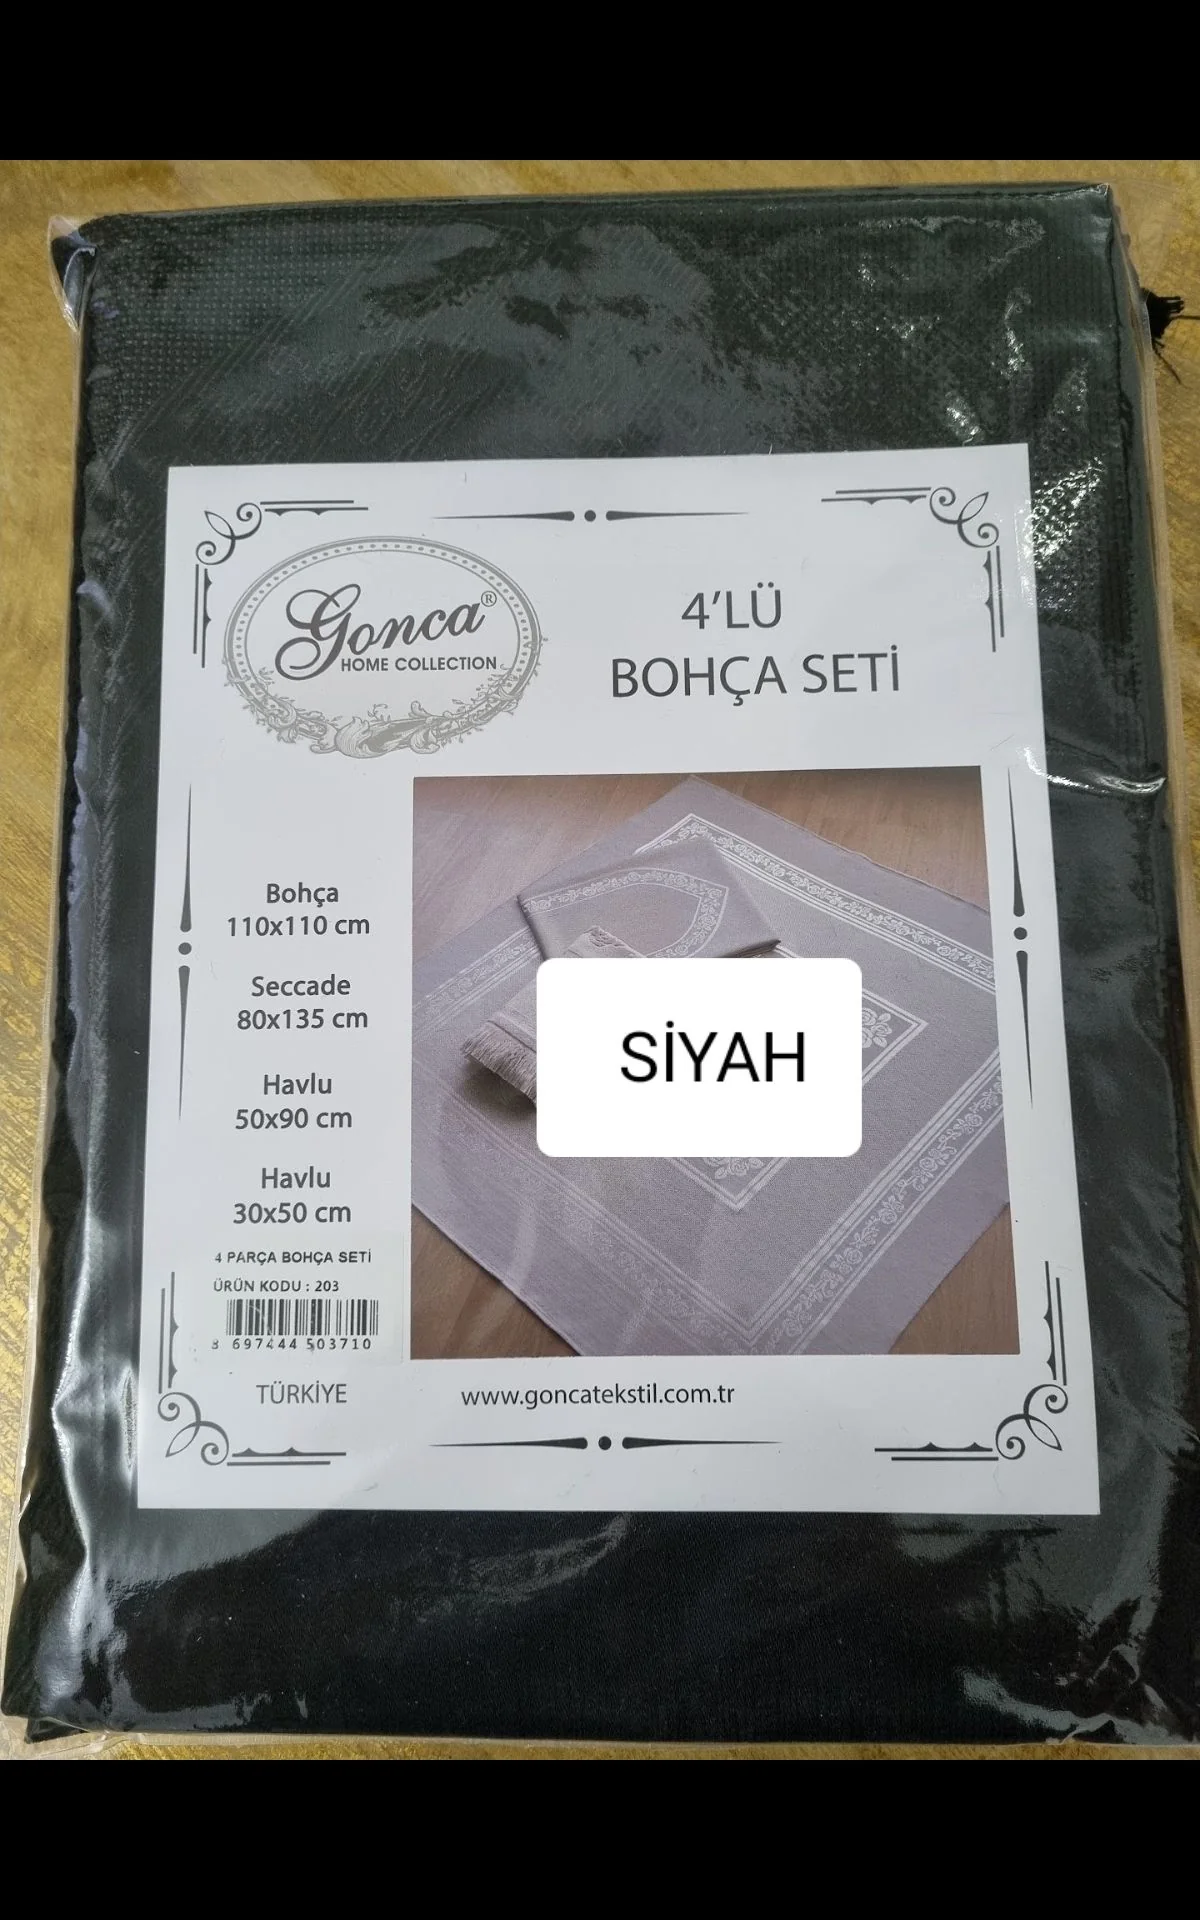 Gonca®
HOME COLLECTION
4'LÜ
BOHÇA SETİ
Bohça
110x110 cm
Seccade
80x135 cm
Havlu
50x90 cm
Havlu
30x50 cm
4 PARÇA BOHÇA SETİ
ÜRÜN KODU : 203
8 697444 503710
SİYAH
TÜRKİYE
www.goncatekstil.com.tr